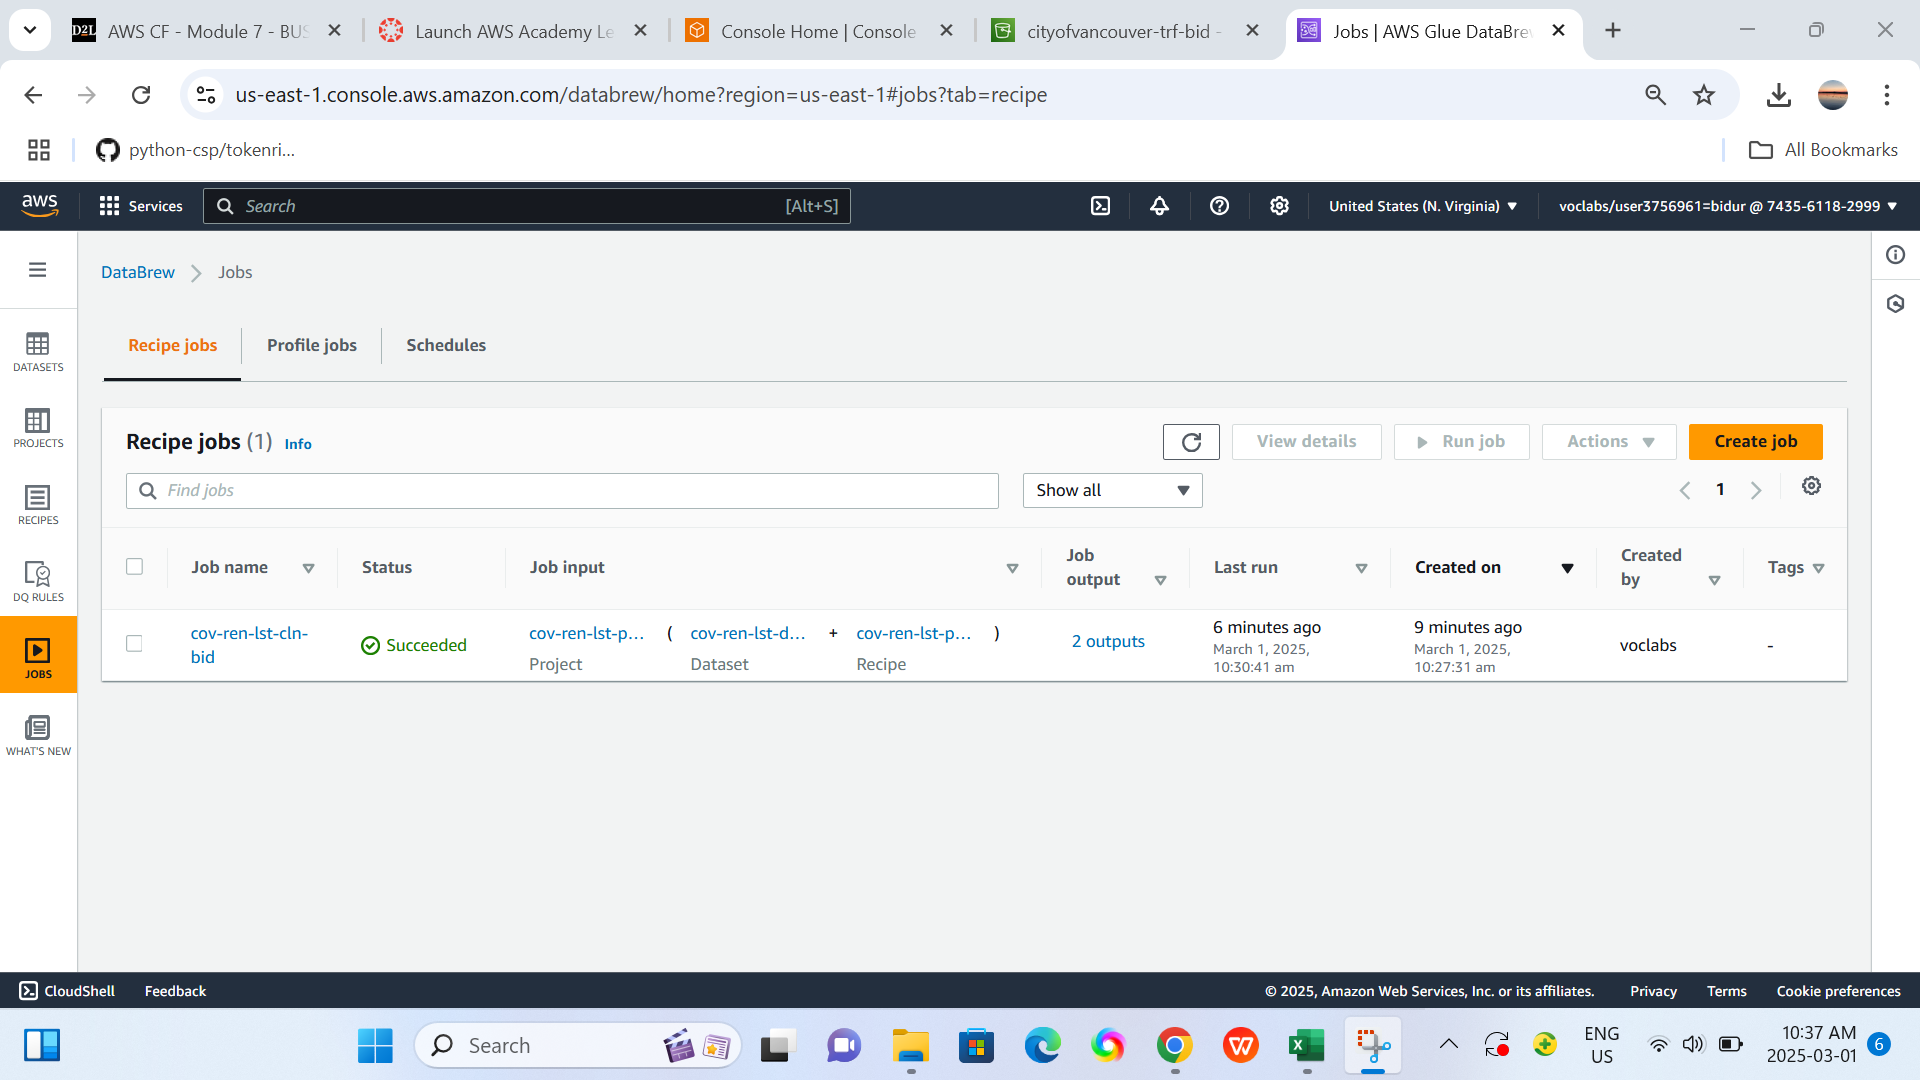 D2L AWS CF - Module 7 - BUS
Launch AWS Academy Le
Console Home | Console
cityofvancouver-trf-bid -
Jobs | AWS Glue DataBrew
us-east-1.console.aws.amazon.com/databrew/home?region=us-east-1#jobs?tab=recipe
python-csp/tokenri...
All Bookmarks
aws
Services
Search
[Alt+S]
United States (N. Virginia)
voclabs/user3756961=bidur @ 7435-6118-2999
DataBrew
Jobs
Recipe jobs
Profile jobs
Schedules
DATASETS
PROJECTS
RECIPES
DQ RULES
JOBS
WHAT'S NEW
Recipe jobs (1) Info
View details
Run job
Actions
Create job
Find jobs
Show all
1
Job name
Status
Job input
Job output
Last run
Created on
Created by
Tags
cov-ren-lst-cln-bid
Succeeded
cov-ren-lst-p... ( cov-ren-lst-d... + cov-ren-lst-p... )
Project
Dataset
Recipe
2 outputs
6 minutes ago
March 1, 2025,
10:30:41 am
9 minutes ago
March 1, 2025,
10:27:31 am
voclabs
-
CloudShell
Feedback
© 2025, Amazon Web Services, Inc. or its affiliates.
Privacy
Terms
Cookie preferences
Search
ENG
US
10:37 AM
2025-03-01
6